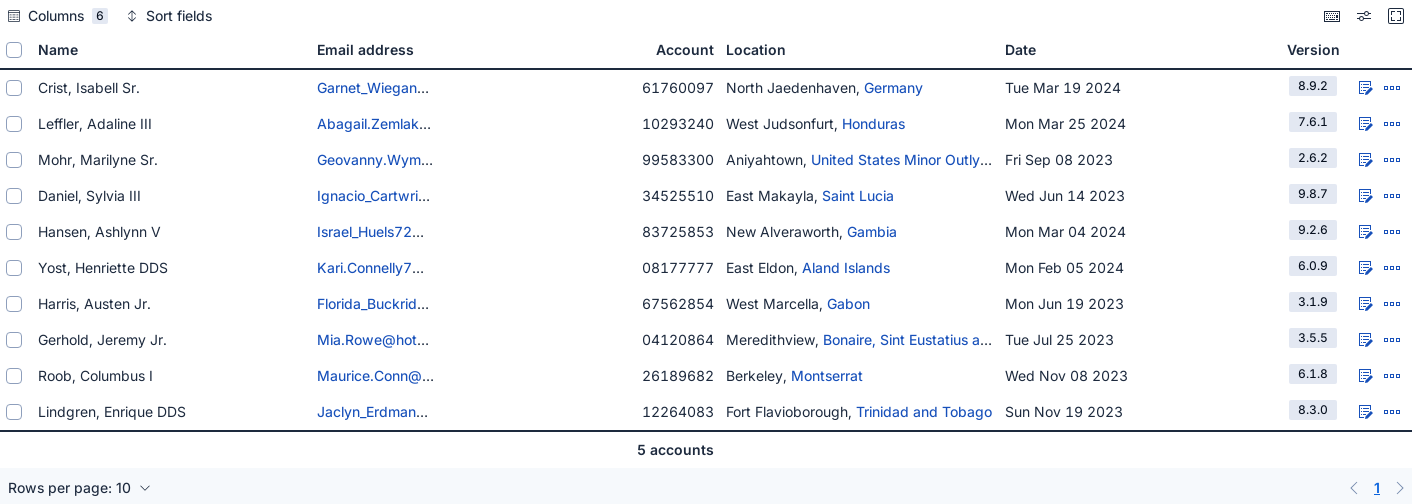 Columns 6 Sort fields
Name Email address Account Location Date Version
Crist, Isabell Sr. Garnet_Wiegan... 61760097 North Jaedenhaven, Germany Tue Mar 19 2024 8.9.2
Leffler, Adaline III Abagail.Zemlak... 10293240 West Judsonfurt, Honduras Mon Mar 25 2024 7.6.1
Mohr, Marilyne Sr. Geovanny.Wym... 99583300 Aniyahtown, United States Minor Outly... Fri Sep 08 2023 2.6.2
Daniel, Sylvia III Ignacio_Cartwri... 34525510 East Makayla, Saint Lucia Wed Jun 14 2023 9.8.7
Hansen, Ashlynn V Israel_Huels72... 83725853 New Alveraworth, Gambia Mon Mar 04 2024 9.2.6
Yost, Henriette DDS Kari.Connelly7... 08177777 East Eldon, Aland Islands Mon Feb 05 2024 6.0.9
Harris, Austen Jr. Florida_Buckrid... 67562854 West Marcella, Gabon Mon Jun 19 2023 3.1.9
Gerhold, Jeremy Jr. Mia.Rowe@hot... 04120864 Meredithview, Bonaire, Sint Eustatius a... Tue Jul 25 2023 3.5.5
Roob, Columbus I Maurice.Conn@... 26189682 Berkeley, Montserrat Wed Nov 08 2023 6.1.8
Lindgren, Enrique DDS Jaclyn_Erdman... 12264083 Fort Flavioborough, Trinidad and Tobago Sun Nov 19 2023 8.3.0
5 accounts
Rows per page: 10 1